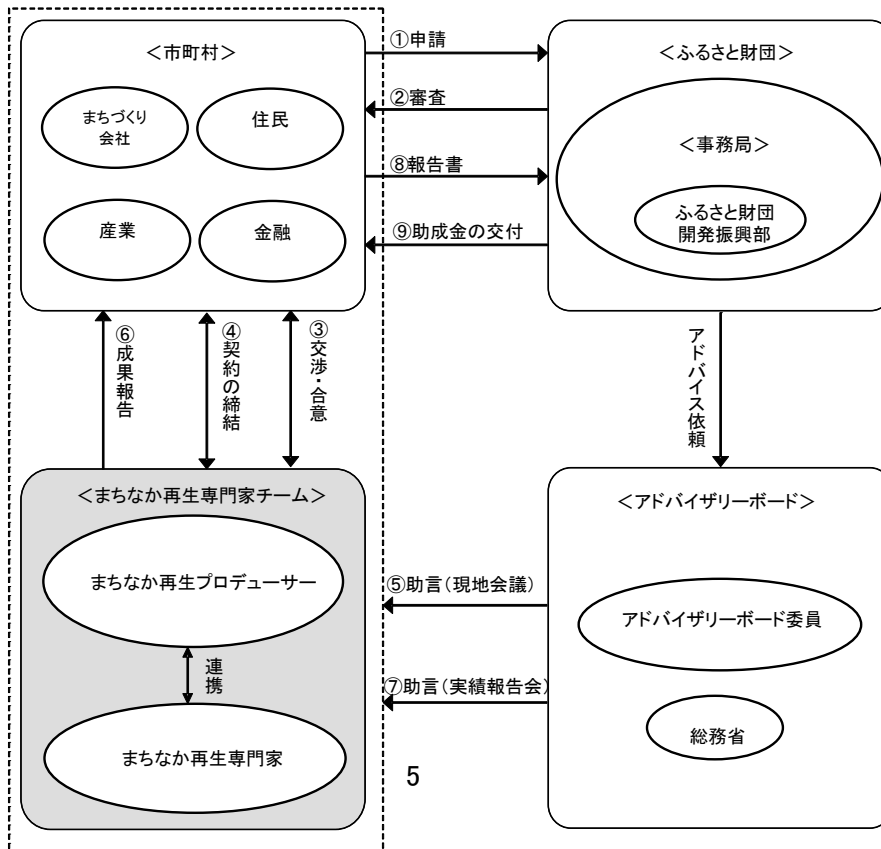 ＜市町村＞
まちづくり
会社
住民
産業
金融
①申請
②審査
⑧報告書
⑨助成金の交付
＜ふるさと財団＞
＜事務局＞
ふるさと財団
開発振興部
⑥成果報告
④契約の締結
③交渉・合意
アドバイス依頼
＜まちなか再生専門家チーム＞
まちなか再生プロデューサー
連携
まちなか再生専門家
⑤助言（現地会議）
⑦助言（実績報告会）
＜アドバイザリーボード＞
アドバイザリーボード委員
総務省
5